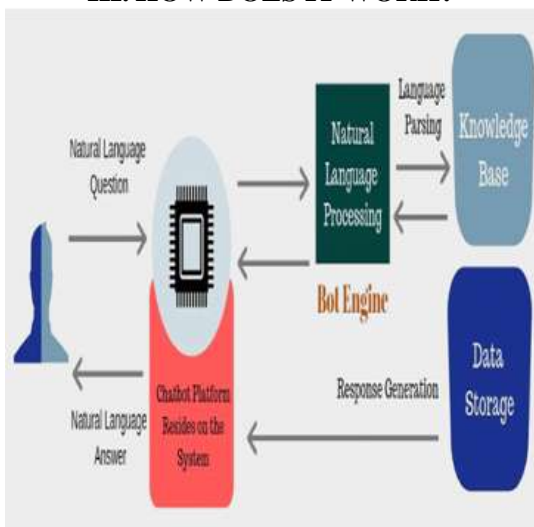 Language
Parsing
Knowledge
Base
Natural
Language
Processing
Natural Language
Question
Bot Engine
Chatbot Platform
Resides on the
System
Natural Language
Answer
Response Generation
Data
Storage